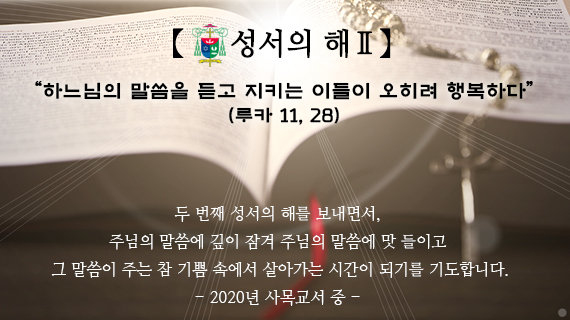 【성서의 해Ⅱ】
“하느님의 말씀을 듣고 지키는 이들이 오히려 행복하다”
(루카 11, 28)
두 번째 성서의 해를 보내면서,
주님의 말씀에 깊이 잠겨 주님의 말씀에 맛 들이고
그 말씀이 주는 참 기쁨 속에서 살아가는 시간이 되기를 기도합니다.
- 2020년 사목교서 중 -